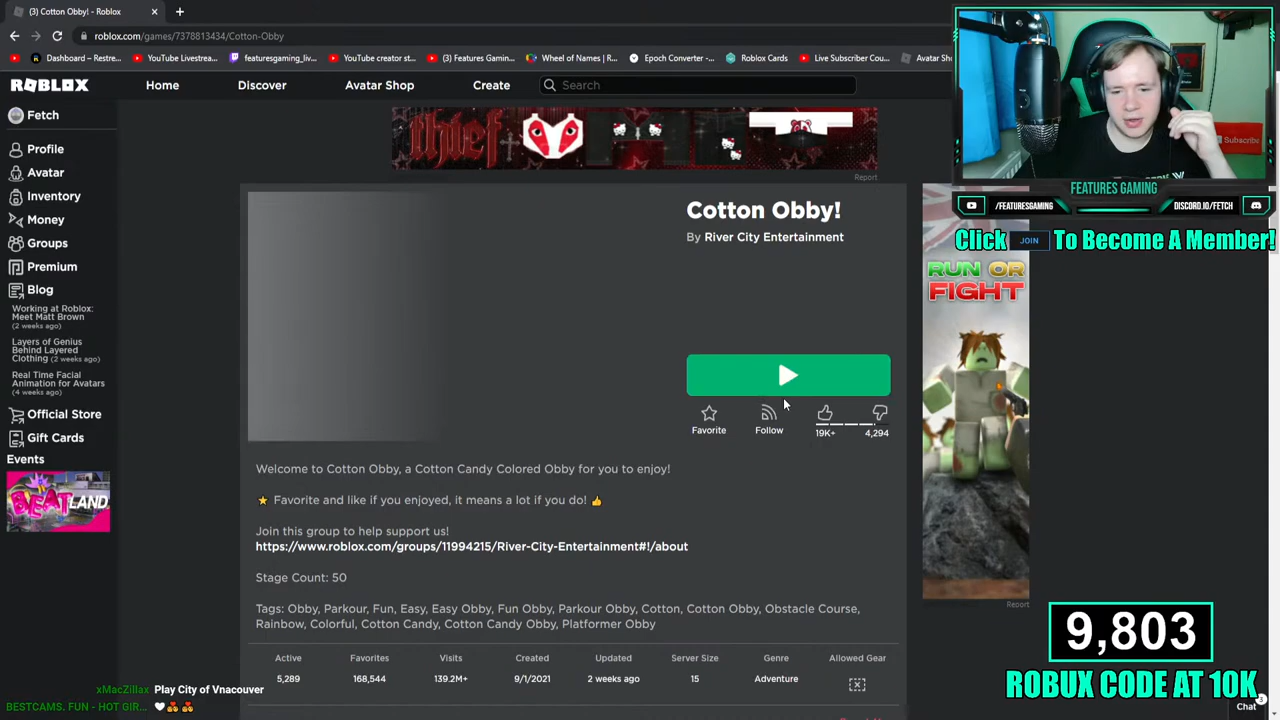 (3) Cotton Obby! - Roblox
roblox.com/games/7378813434/Cotton-Obby
Dashboard – Restre...
YouTube Livestrea...
featuresgaming_liv...
YouTube creator st...
(3) Features Gamin...
Wheel of Names | R...
Epoch Converter -...
Roblox Cards
Live Subscriber Cou...
Avatar Sho
ROBLOX
Home
Discover
Avatar Shop
Create
Search
Fetch
Profile
Avatar
Inventory
Money
Groups
Premium
Blog
Working at Roblox:
Meet Matt Brown
(2 weeks ago)
Layers of Genius
Behind Layered
Clothing (2 weeks ago)
Real Time Facial
Animation for Avatars
(4 weeks ago)
Official Store
Gift Cards
Events
BEATLAND
Report
Cotton Obby!
By River City Entertainment
Favorite
Follow
19K+
4,294
Welcome to Cotton Obby, a Cotton Candy Colored Obby for you to enjoy!
⭐ Favorite and like if you enjoyed, it means a lot if you do! 👍
Join this group to help support us!
https://www.roblox.com/groups/11994215/River-City-Entertainment#!/about
Stage Count: 50
Tags: Obby, Parkour, Fun, Easy, Easy Obby, Fun Obby, Parkour Obby, Cotton, Cotton Obby, Obstacle Course,
Rainbow, Colorful, Cotton Candy, Cotton Candy Obby, Platformer Obby
Active
Favorites
Visits
Created
Updated
Server Size
Genre
Allowed Gear
5,289
168,044
139.2M+
9/1/2021
2 weeks ago
15
Adventure
xMacZillax Play City of Vnacouver
BESTCAMS. FUN - HOT GIR...
Subscribe
FEATURES GAMING
/FEATURESGAMING
DISCORD.IO/FETCH
Click JOIN To Become A Member!
RUN OR
FIGHT
Report
9,803
ROBUX CODE AT 10K
Chat
3